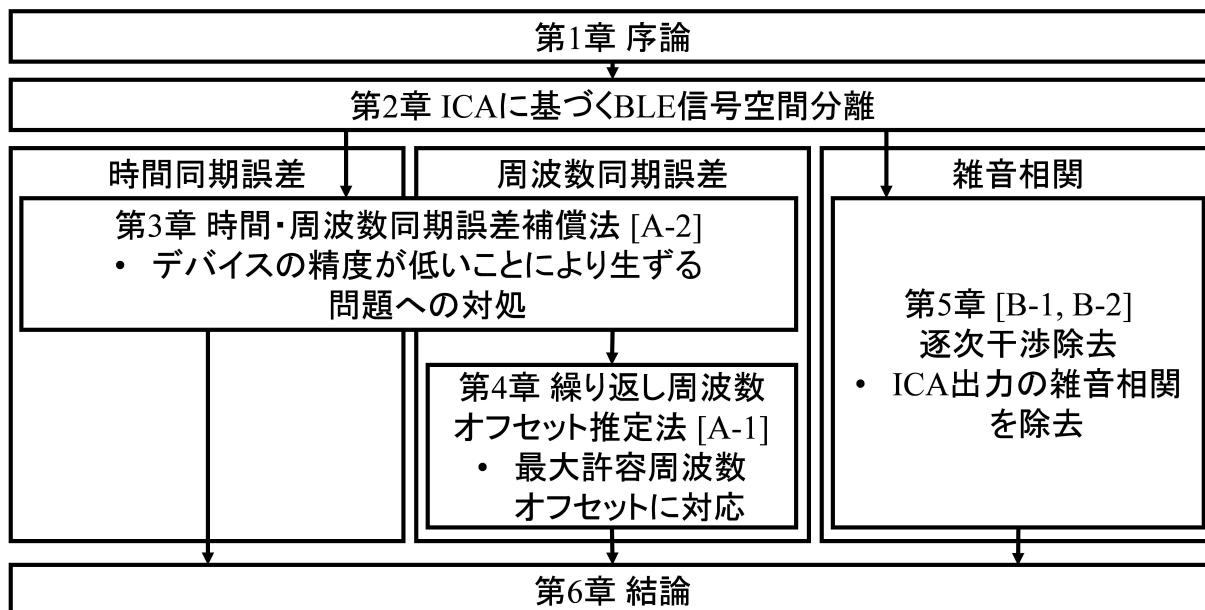 第1章 序論
第2章 ICAに基づくBLE信号空間分離
時間同期誤差
周波数同期誤差
雑音相関
第3章 時間・周波数同期誤差補償法 [A-2]
• デバイスの精度が低いことにより生ずる
問題への対処
第4章 繰り返し周波数
オフセット推定法 [A-1]
• 最大許容周波数
オフセットに対応
第5章 [B-1, B-2]
逐次干渉除去
• ICA出力の雑音相関
を除去
第6章 結論